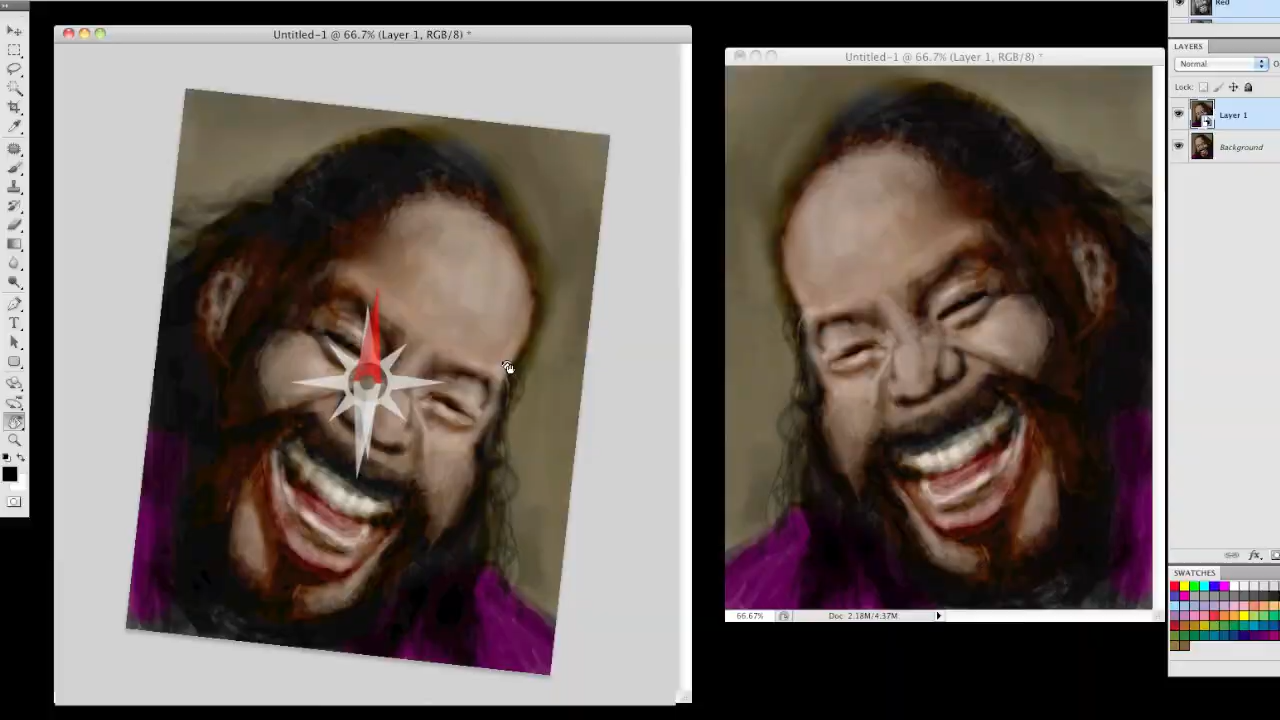 Untitled-1 @ 66.7% (Layer 1, RGB/8) *
Untitled-1 @ 66.7% (Layer 1, RGB/8) *
66.67%
Doc: 2.18M/4.37M
Red
LAYERS
Normal
O
Lock:
Layer 1
Background
fx.
SWATCHES